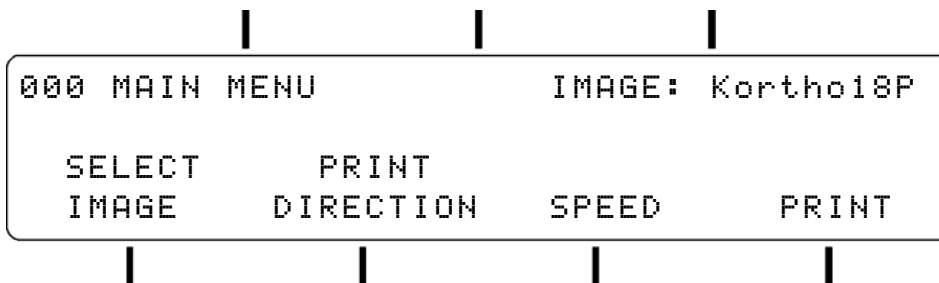 000 MAIN MENU IMAGE: Kortho18P
SELECT PRINT
IMAGE DIRECTION SPEED PRINT